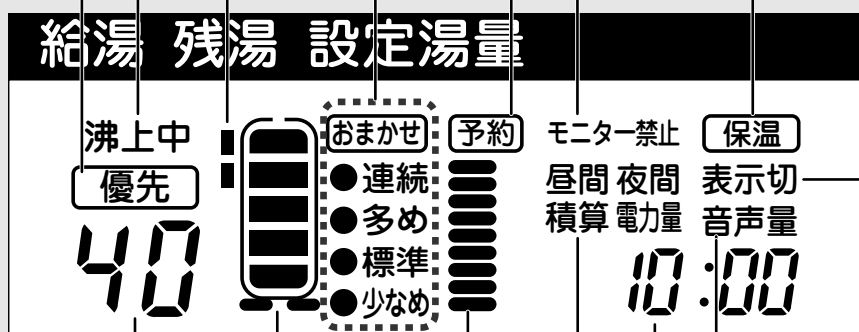 給湯 残湯 設定湯量
沸上中
優先
40
おまかせ
連続
多め
標準
少なめ
予約
モニター禁止
保温
昼間 夜間
表示切
積算 電力量
音声量
10:00